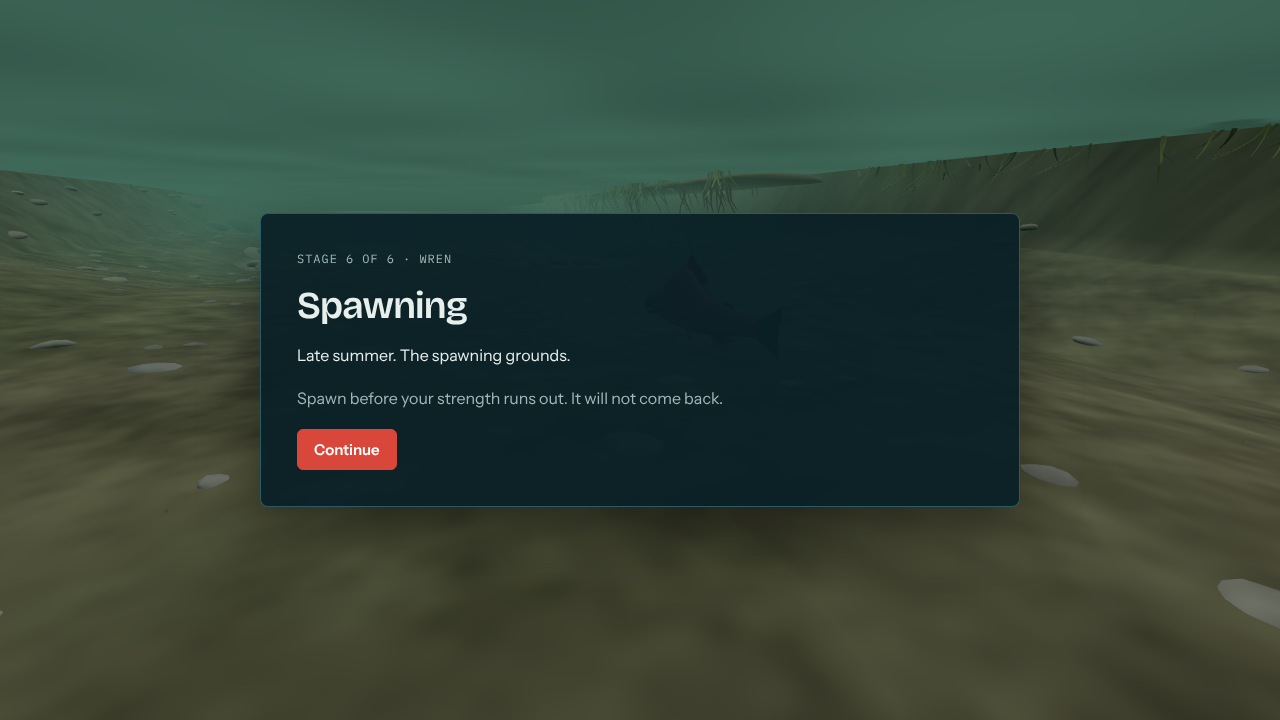 STAGE 6 OF 6 · WREN
Spawning
Late summer. The spawning grounds.
Spawn before your strength runs out. It will not come back.
Continue